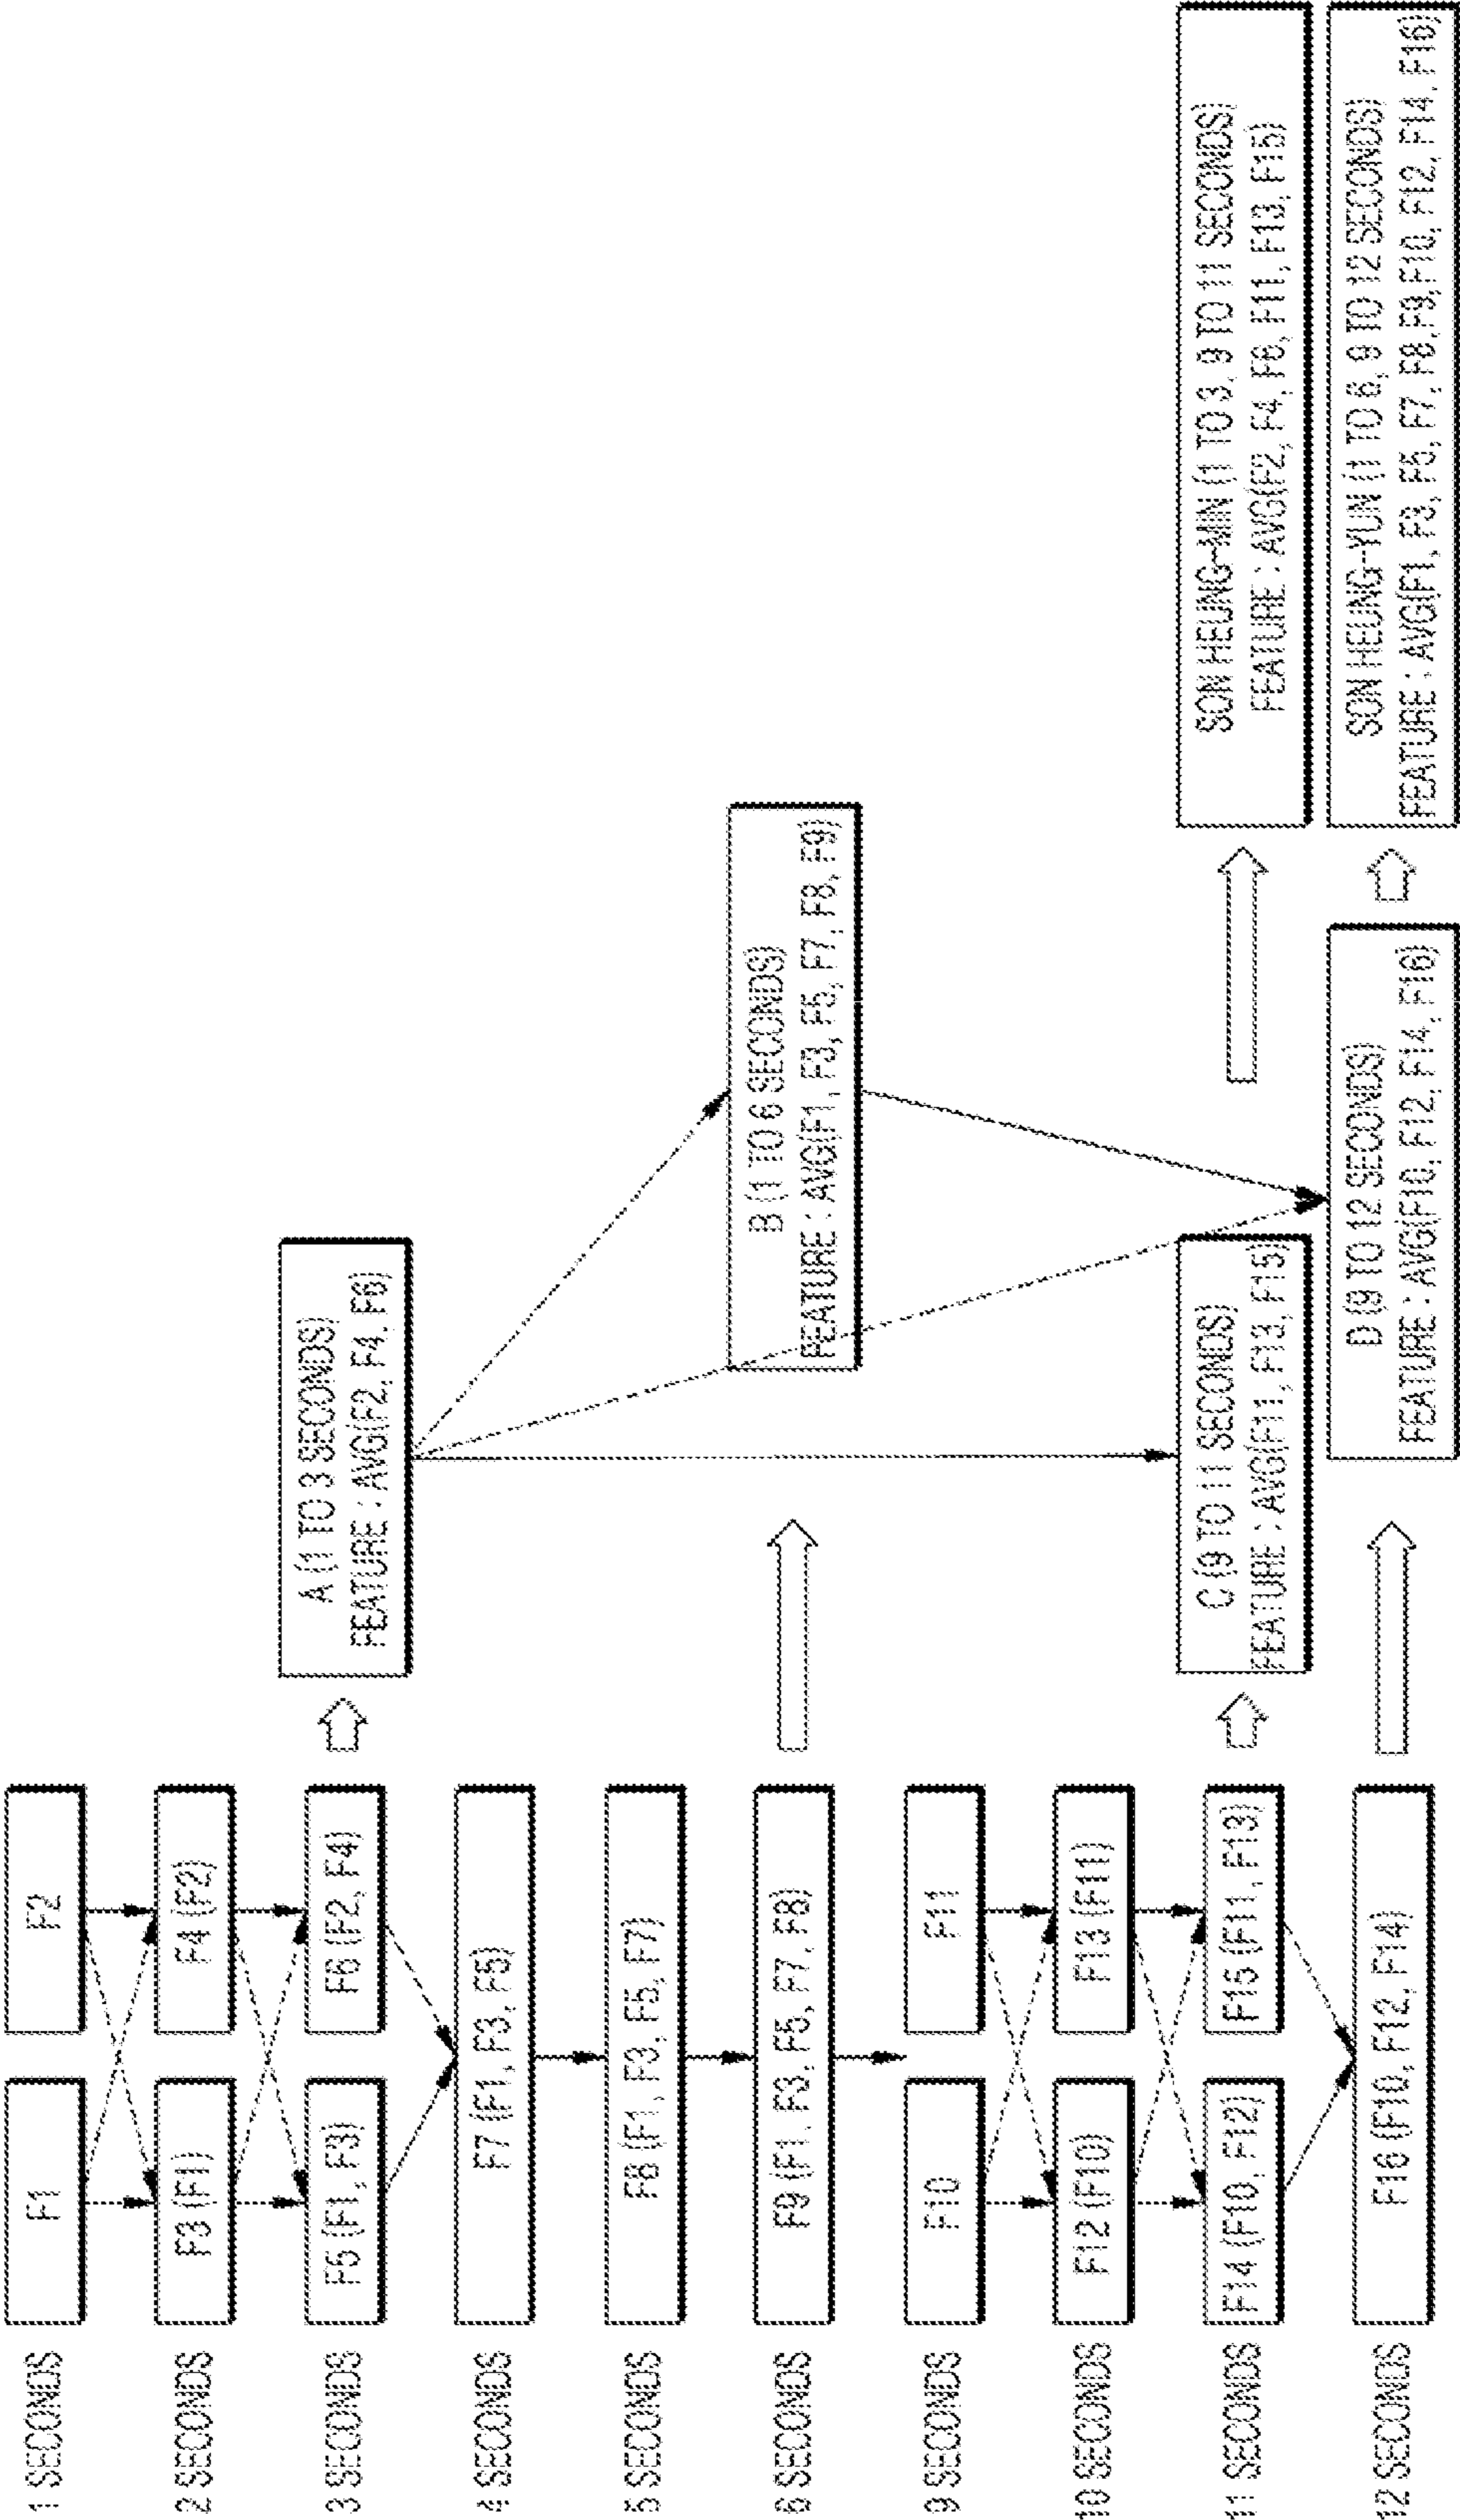 1 SECONDS
F1
F2
2 SECONDS
F3 (F1)
F4 (F2)
3 SECONDS
F5 (F1, F3)
F6 (F2, F4)
A (1 TO 3 SECONDS)
FEATURE : AVG(F2, F4, F6)
4 SECONDS
F7 (F1, F3, F5)
5 SECONDS
F8 (F1, F3, F5, F7)
6 SECONDS
F9 (F1, F3, F5, F7, F8)
B (1 TO 6 SECONDS)
FEATURE : AVG(F1, F3, F5, F7, F8, F9)
9 SECONDS
F10
F11
10 SECONDS
F12 (F10)
F13 (F11)
11 SECONDS
F14 (F10, F12)
F15 (F11, F13)
C (9 TO 11 SECONDS)
FEATURE : AVG(F11, F13, F15)
SON HEUNG-MIN (1 TO 3, 9 TO 11 SECONDS)
FEATURE : AVG(F2, F4, F6, F11, F13, F15)
12 SECONDS
F16 (F10, F12, F14)
D (9 TO 12 SECONDS)
FEATURE : AVG(F10, F12, F14, F16)
SON HEUNG-YUN (1 TO 6, 9 TO 12 SECONDS)
FEATURE : AVG(F1, F3, F5, F7, F8, F9, F10, F12, F14, F16)